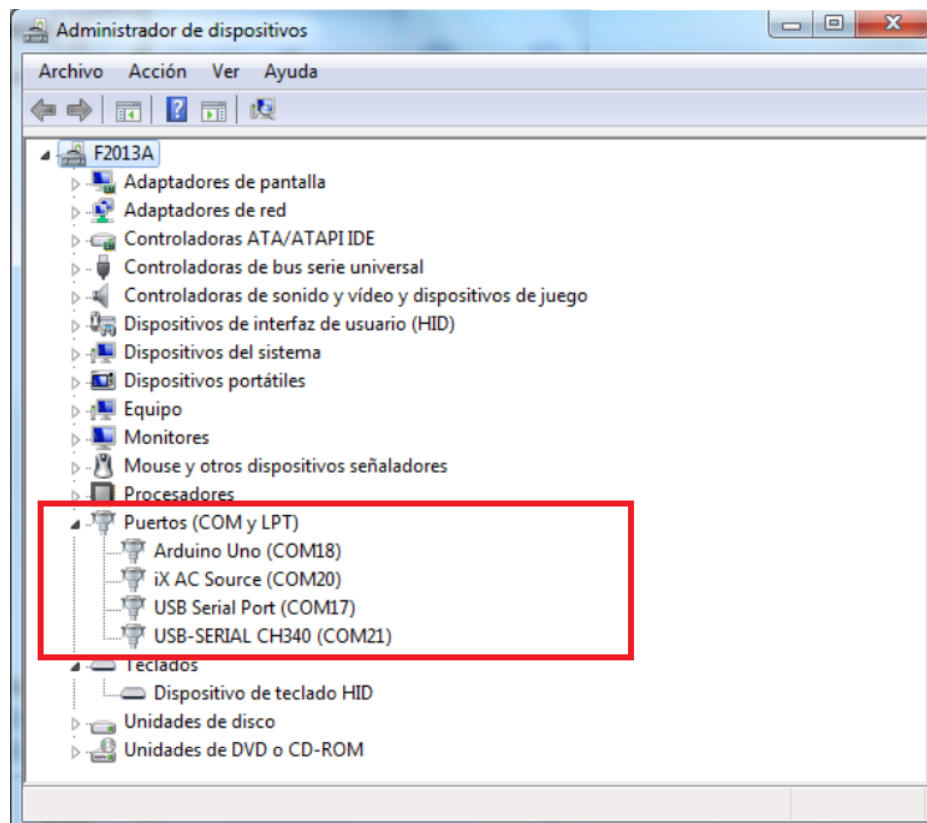 Administrador de dispositivos
Archivo Acción Ver Ayuda
F2013A
Adaptadores de pantalla
Adaptadores de red
Controladoras ATA/ATAPI IDE
Controladoras de bus serie universal
Controladoras de sonido y vídeo y dispositivos de juego
Dispositivos de interfaz de usuario (HID)
Dispositivos del sistema
Dispositivos portátiles
Equipo
Monitores
Mouse y otros dispositivos señaladores
Procesadores
Puertos (COM y LPT)
Arduino Uno (COM18)
iX AC Source (COM20)
USB Serial Port (COM17)
USB-SERIAL CH340 (COM21)
Teclados
Dispositivo de teclado HID
Unidades de disco
Unidades de DVD o CD-ROM